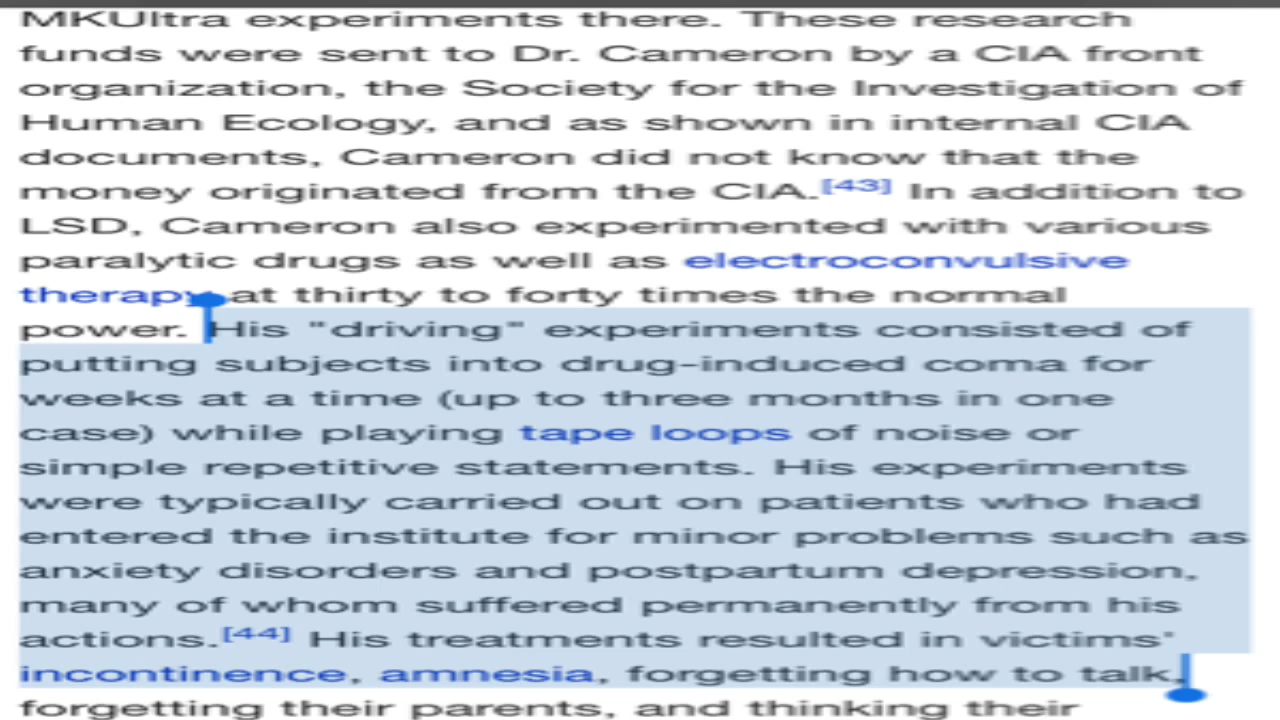 MKUltra experiments there. These research
funds were sent to Dr. Cameron by a CIA front
organization, the Society for the Investigation of
Human Ecology, and as shown in internal CIA
documents, Cameron did not know that the
money originated from the CIA.[43] In addition to
LSD, Cameron also experimented with various
paralytic drugs as well as electroconvulsive
therapy at thirty to forty times the normal
power. His "driving" experiments consisted of
putting subjects into drug-induced coma for
weeks at a time (up to three months in one
case) while playing tape loops of noise or
simple repetitive statements. His experiments
were typically carried out on patients who had
entered the institute for minor problems such as
anxiety disorders and postpartum depression,
many of whom suffered permanently from his
actions.[44] His treatments resulted in victims'
incontinence, amnesia, forgetting how to talk,
forgetting their parents, and thinking their